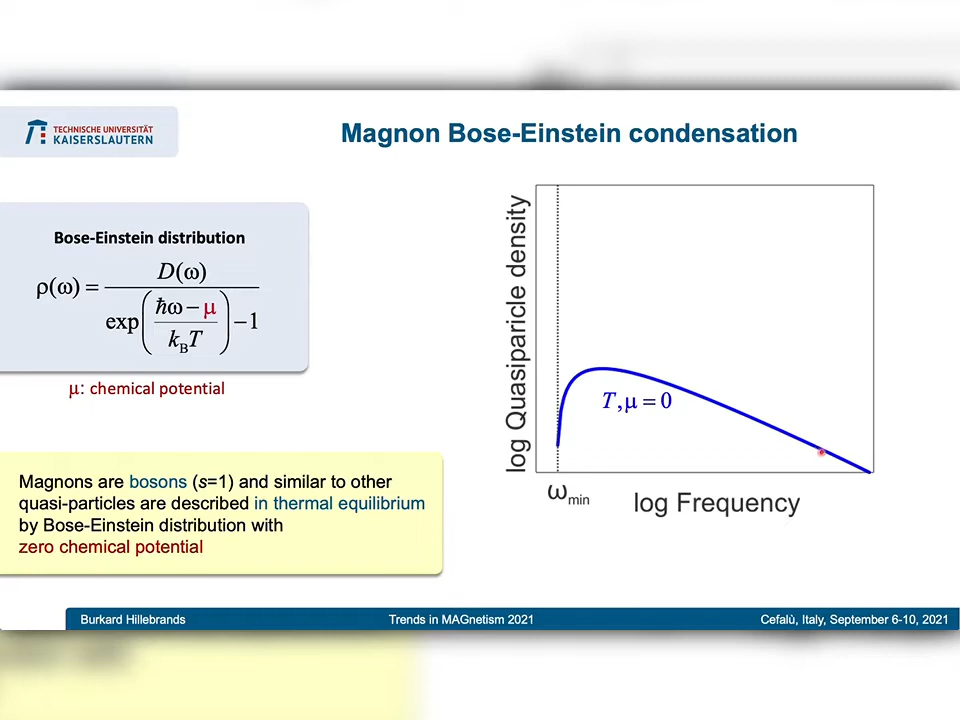 TECHNISCHE UNIVERSITÄT
KAISERSLAUTERN
Magnon Bose-Einstein condensation
Bose-Einstein distribution
ρ(ω) = D(ω) / exp((ħω − μ) / k_B T) − 1
μ: chemical potential
Magnons are bosons (s=1) and similar to other
quasi-particles are described in thermal equilibrium
by Bose-Einstein distribution with
zero chemical potential
log Quasiparicle density
T, μ = 0
ω_min
log Frequency
Burkard Hillebrands
Trends in MAGnetism 2021
Cefalù, Italy, September 6-10, 2021